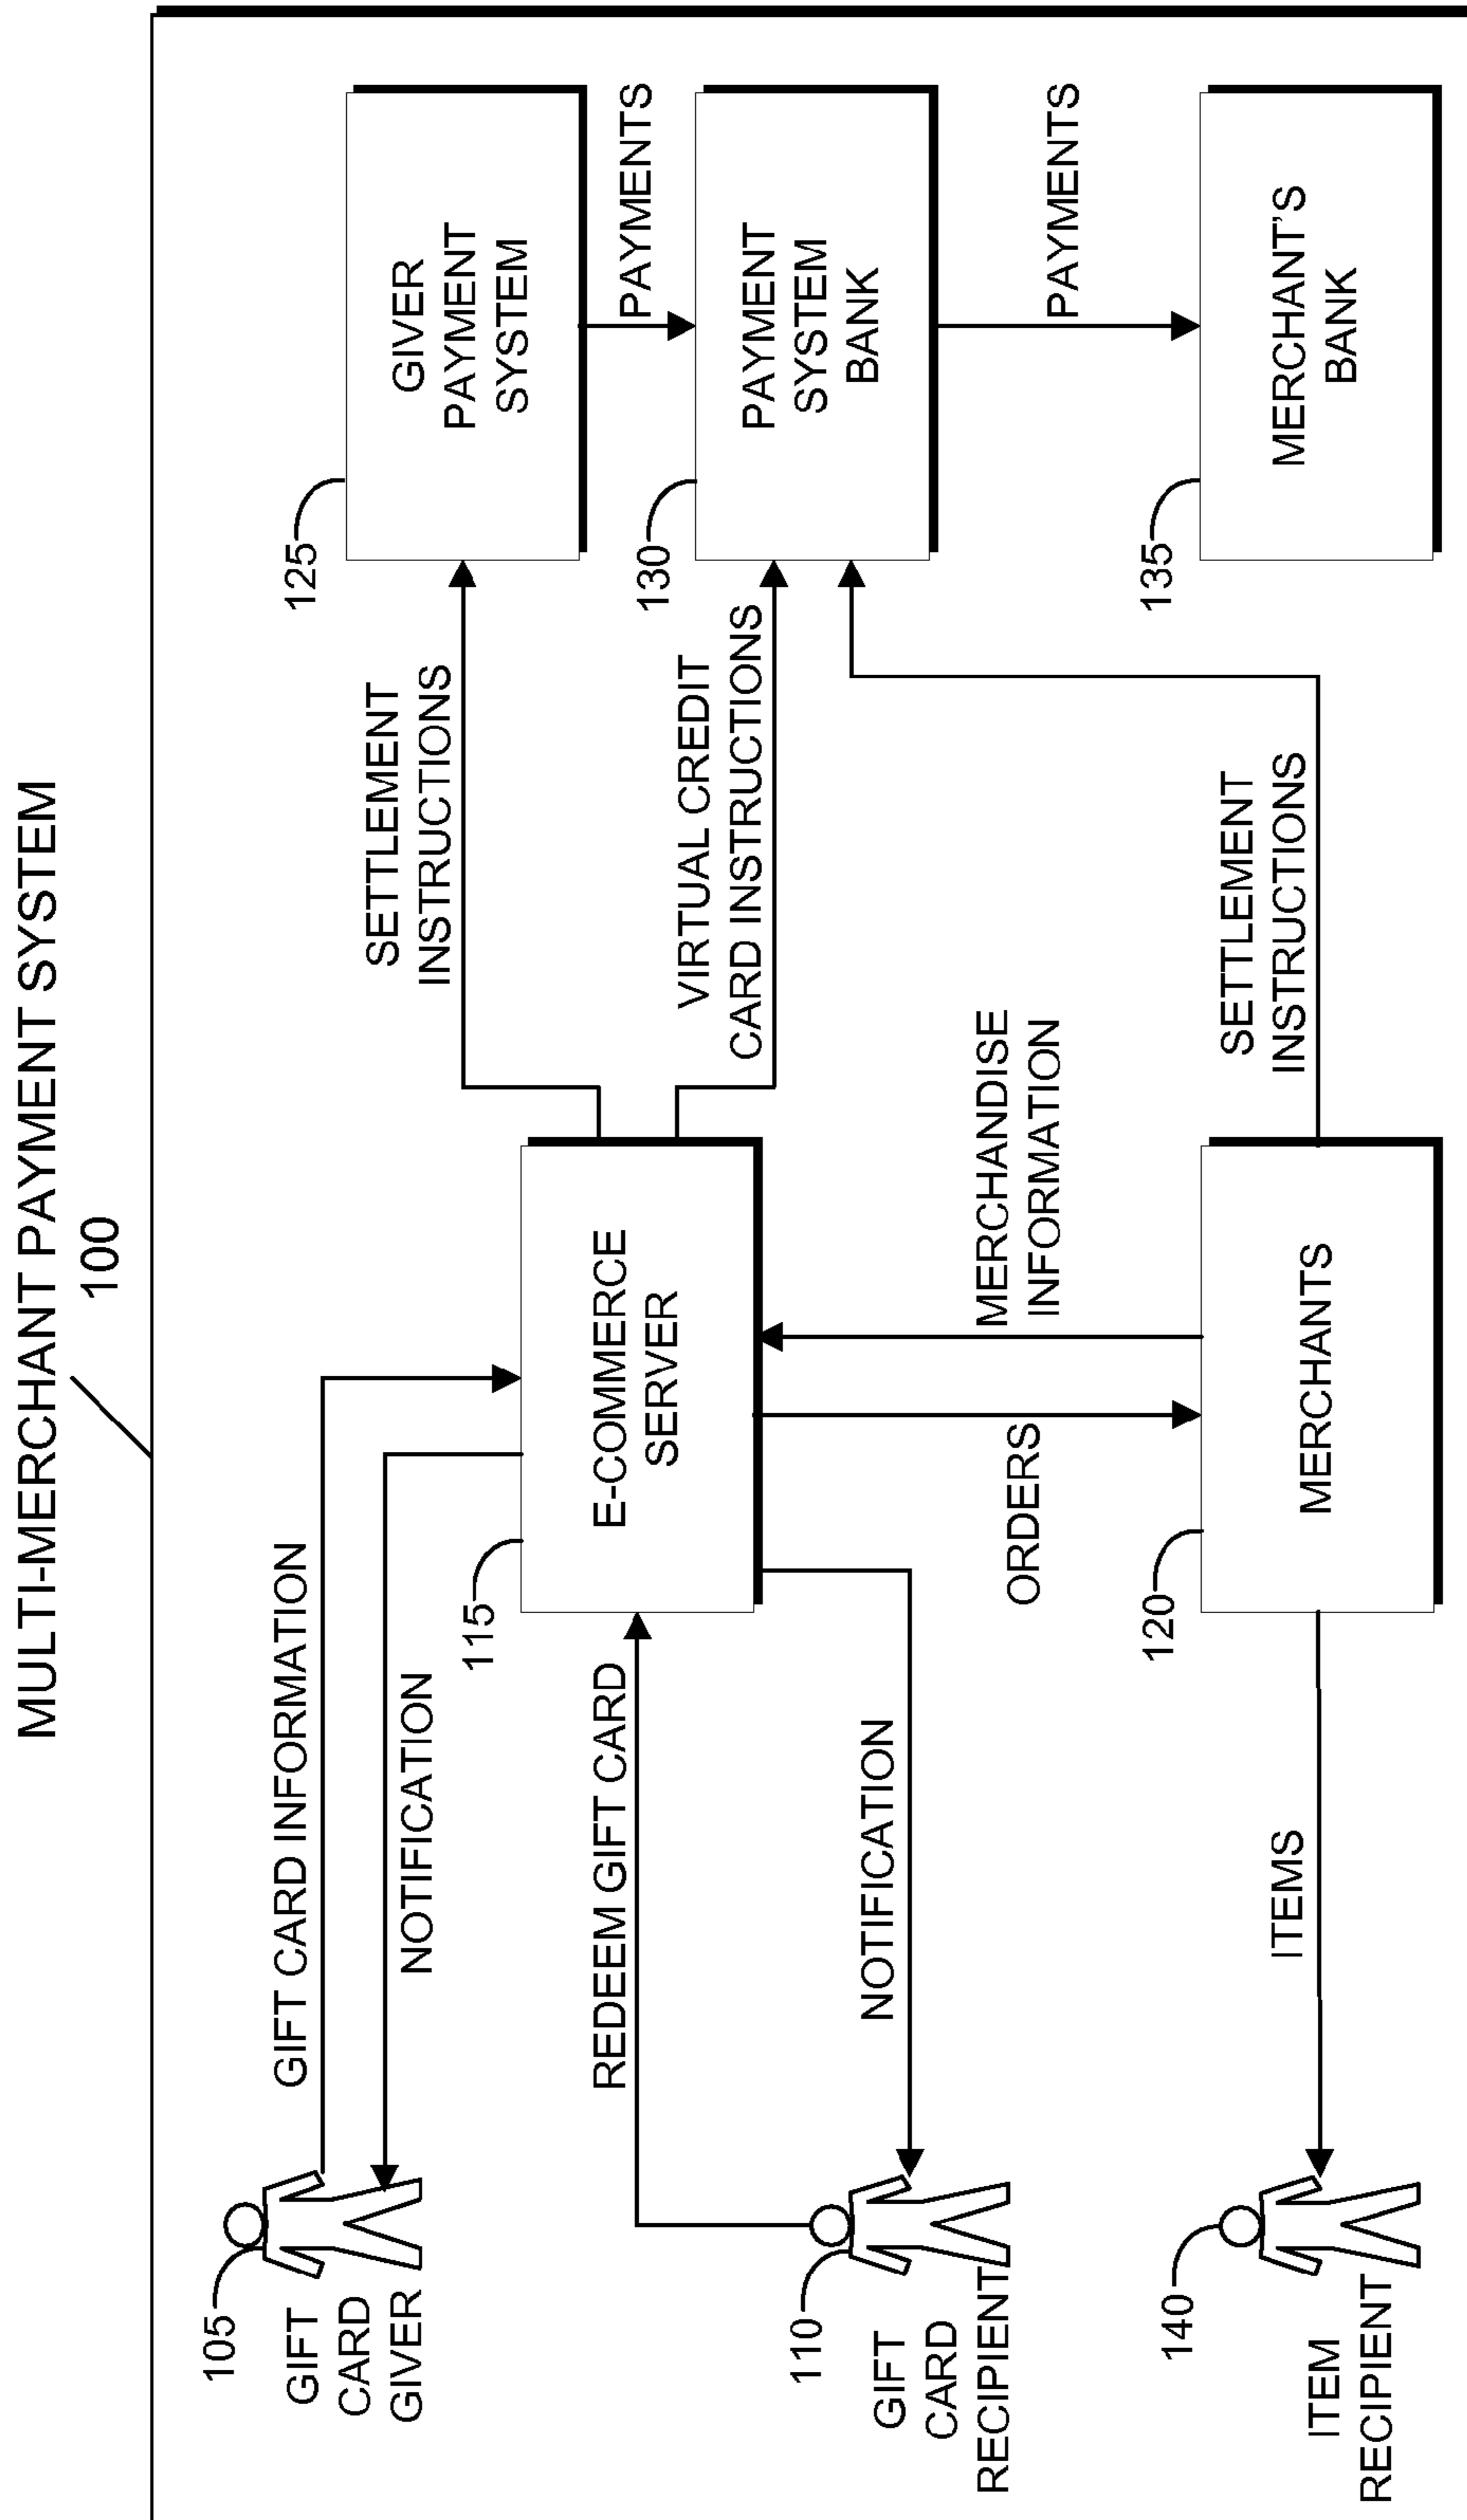 MULTI-MERCHANT PAYMENT SYSTEM
100
105
GIFT
CARD
GIVER
GIFT CARD INFORMATION
NOTIFICATION
SETTLEMENT
INSTRUCTIONS
125
GIVER
PAYMENT
SYSTEM
PAYMENTS
115
E-COMMERCE
SERVER
VIRTUAL CREDIT
CARD INSTRUCTIONS
130
PAYMENT
SYSTEM
BANK
REDEEM GIFT CARD
110
GIFT
CARD
RECIPIENT
NOTIFICATION
ORDERS
MERCHANDISE
INFORMATION
PAYMENTS
140
ITEM
RECIPIENT
ITEMS
120
MERCHANTS
SETTLEMENT
INSTRUCTIONS
135
MERCHANT'S
BANK